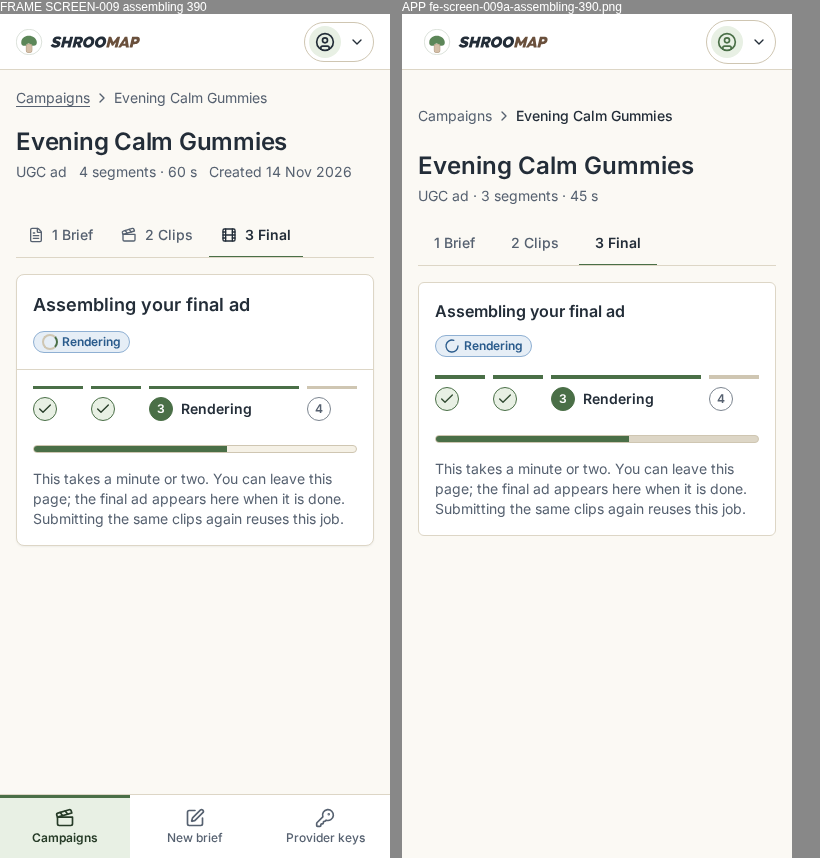 FRAME SCREEN-009 assembling 390
SHROOMAP
Campaigns Evening Calm Gummies
Evening Calm Gummies
UGC ad 4 segments · 60 s Created 14 Nov 2026
1 Brief 2 Clips 3 Final
Assembling your final ad
Rendering
3 Rendering 4
This takes a minute or two. You can leave this
page; the final ad appears here when it is done.
Submitting the same clips again reuses this job.
Campaigns New brief Provider keys
APP fe-screen-009a-assembling-390.png
SHROOMAP
Campaigns Evening Calm Gummies
Evening Calm Gummies
UGC ad · 3 segments · 45 s
1 Brief 2 Clips 3 Final
Assembling your final ad
Rendering
3 Rendering 4
This takes a minute or two. You can leave this
page; the final ad appears here when it is done.
Submitting the same clips again reuses this job.